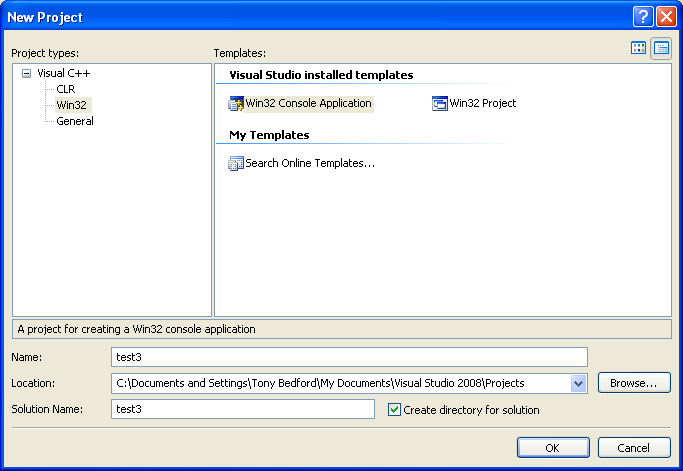 New Project
Project types:
Templates:
Visual C++
CLR
Win32
General
Visual Studio installed templates
Win32 Console Application
Win32 Project
My Templates
Search Online Templates...
A project for creating a Win32 console application
Name:
test3
Location:
C:\Documents and Settings\Tony Bedford\My Documents\Visual Studio 2008\Projects
Browse...
Solution Name:
test3
Create directory for solution
OK
Cancel